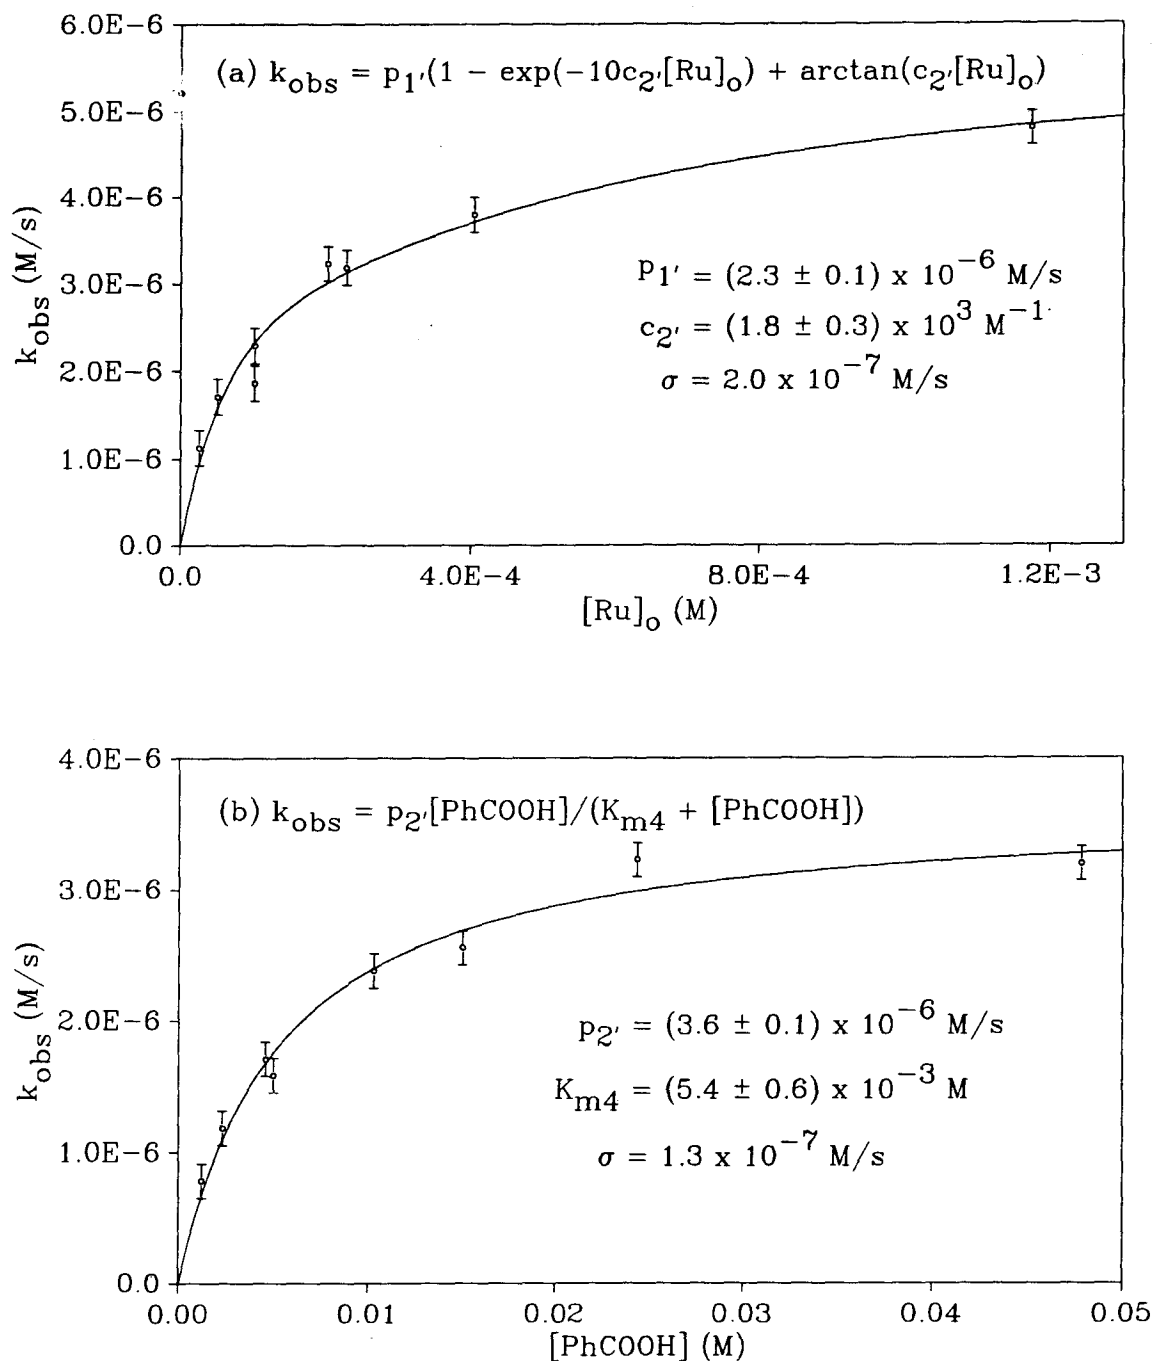 6.0E-6
(a) k_obs = p_1'(1 - exp(-10c_2'[Ru]_o) + arctan(c_2'[Ru]_o)
5.0E-6
4.0E-6
k_obs (M/s)
p_1' = (2.3 ± 0.1) x 10^-6 M/s
3.0E-6
c_2' = (1.8 ± 0.3) x 10^3 M^-1
2.0E-6
σ = 2.0 x 10^-7 M/s
1.0E-6
0.0
0.0 4.0E-4 8.0E-4 1.2E-3
[Ru]_o (M)
4.0E-6
(b) k_obs = p_2'[PhCOOH]/(K_m4 + [PhCOOH])
3.0E-6
k_obs (M/s)
2.0E-6
p_2' = (3.6 ± 0.1) x 10^-6 M/s
K_m4 = (5.4 ± 0.6) x 10^-3 M
1.0E-6
σ = 1.3 x 10^-7 M/s
0.0
0.00 0.01 0.02 0.03 0.04 0.05
[PhCOOH] (M)